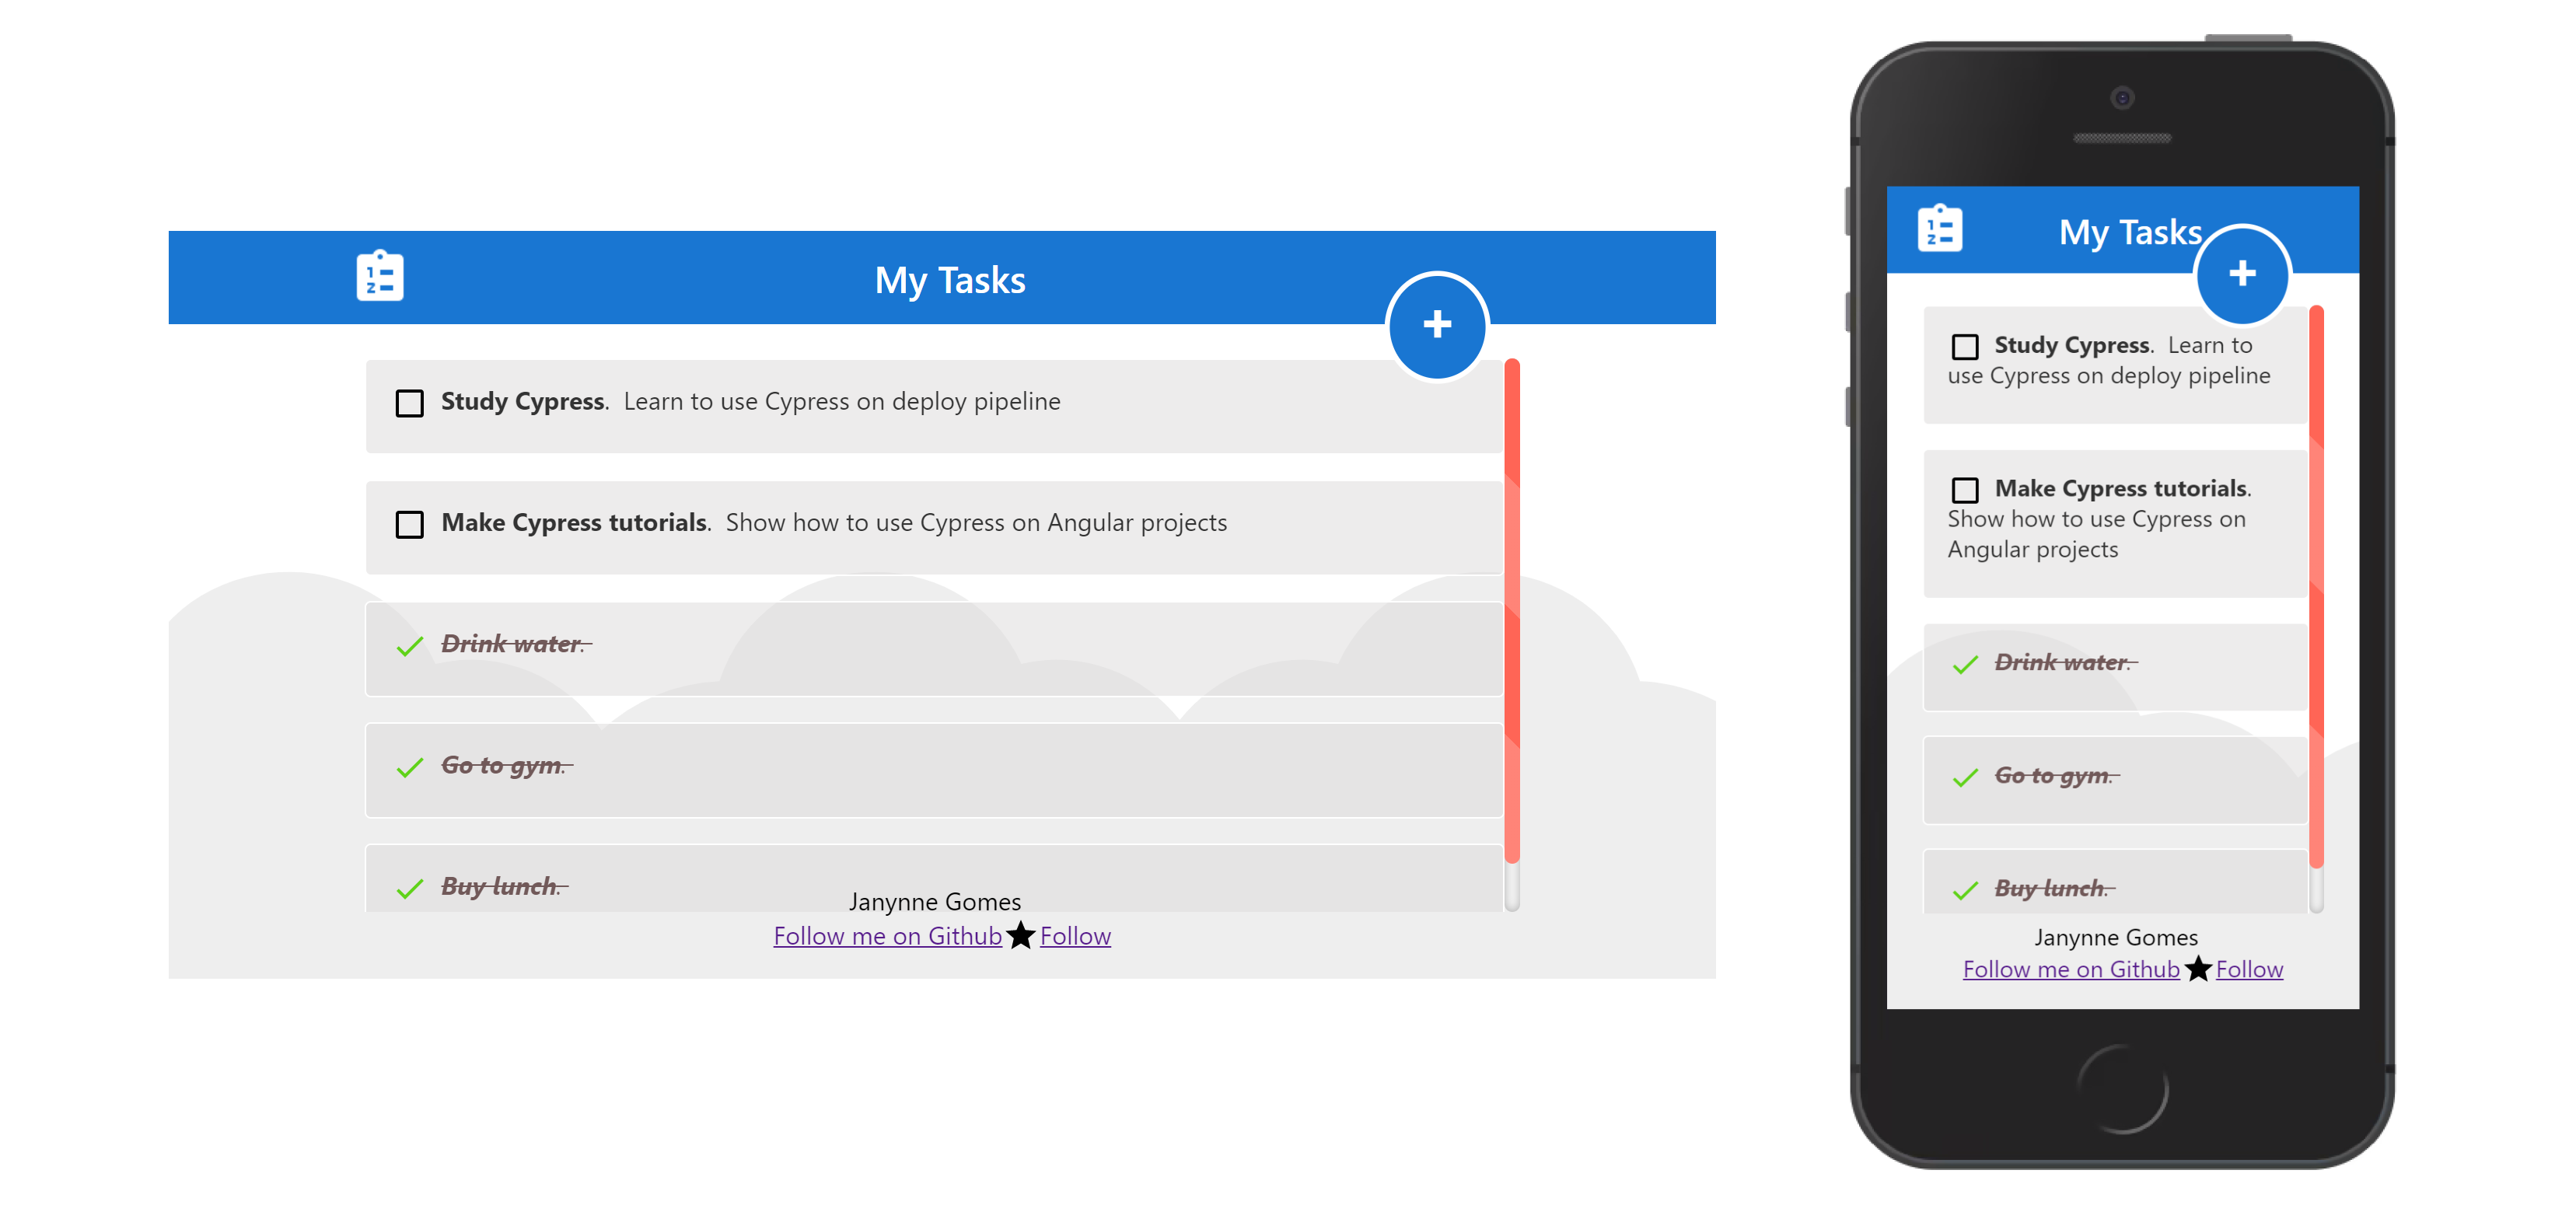 My Tasks
+
Study Cypress. Learn to use Cypress on deploy pipeline
Make Cypress tutorials. Show how to use Cypress on Angular projects
Drink water.
Go to gym.
Buy lunch.
Janynne Gomes
Follow me on Github★Follow
My Tasks
+
Study Cypress. Learn to
use Cypress on deploy pipeline
Make Cypress tutorials.
Show how to use Cypress on
Angular projects
Drink water.
Go to gym.
Buy lunch.
Janynne Gomes
Follow me on Github★Follow